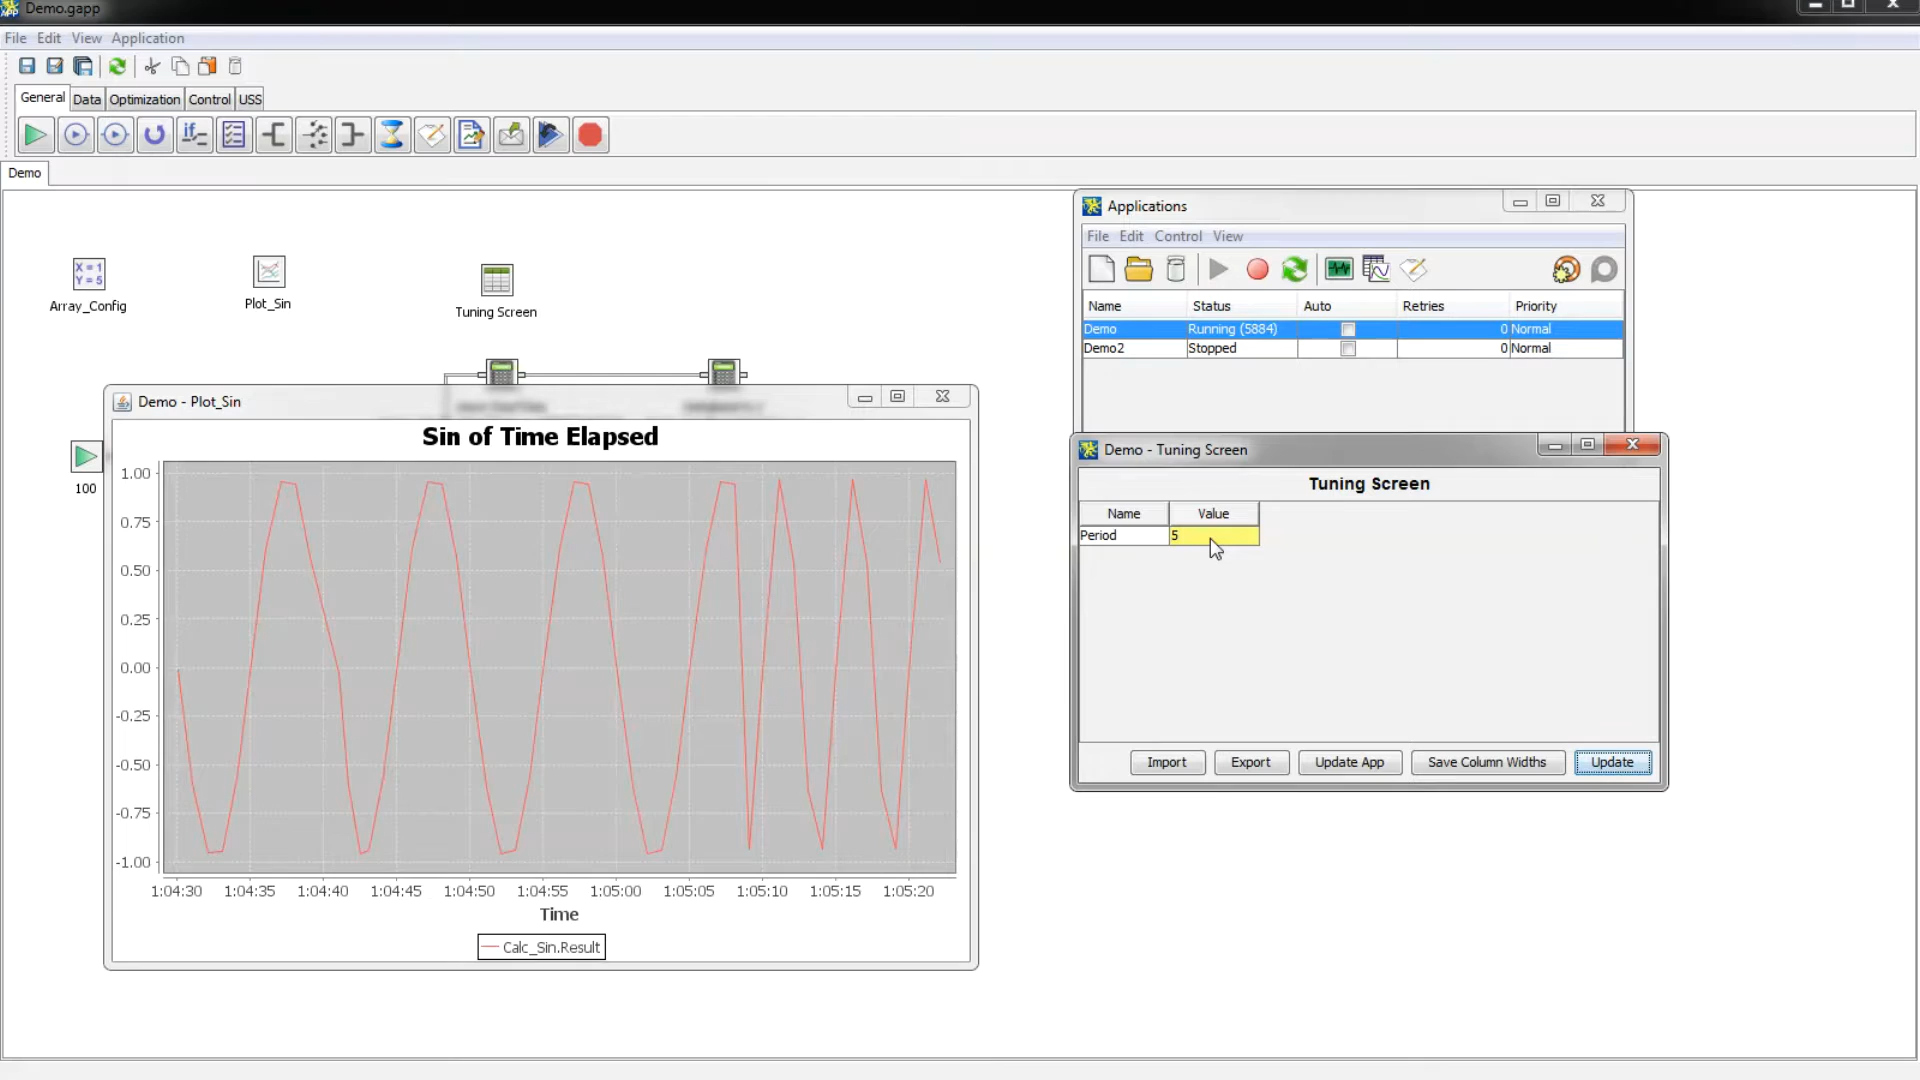 Demo.gapp
File Edit View Application
General Data Optimization Control USS
if
Demo
X = 1
Y = 5
Array_Config
Plot_Sin
Tuning Screen
100
Demo - Plot_Sin
Sin of Time Elapsed
1.00
0.75
0.50
0.25
0.00
-0.25
-0.50
-0.75
-1.00
1:04:30 1:04:35 1:04:40 1:04:45 1:04:50 1:04:55 1:05:00 1:05:05 1:05:10 1:05:15 1:05:20
Time
Calc_Sin.Result
Applications
File Edit Control View
Name Status Auto Retries Priority
Demo Running (5884) 0 Normal
Demo2 Stopped 0 Normal
Demo - Tuning Screen
Tuning Screen
Name Value
Period 5
Import Export Update App Save Column Widths Update